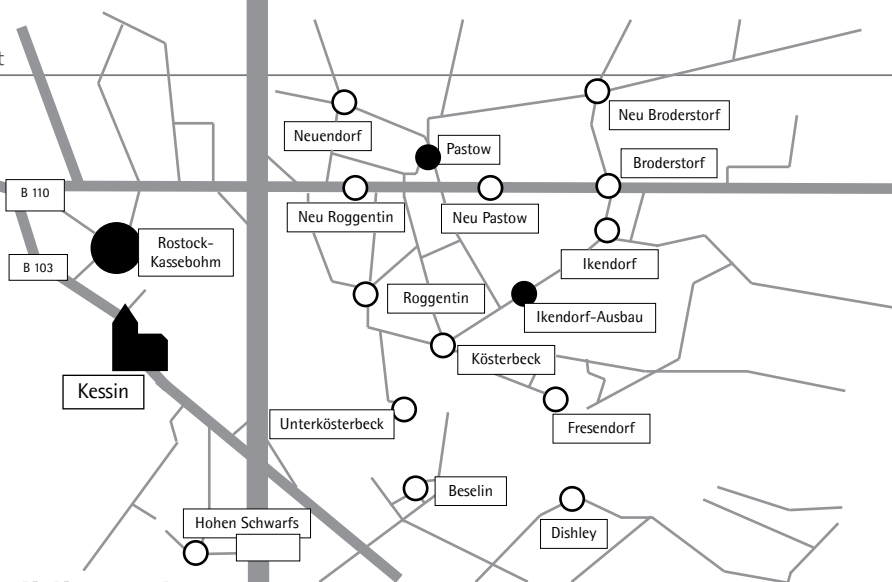 t
Neu Broderstorf
Neuendorf
Pastow
Broderstorf
B 110
Neu Roggentin
Neu Pastow
Rostock-
Kassebohm
Ikendorf
B 103
Roggentin
Ikendorf-Ausbau
Kösterbeck
Kessin
Unterkösterbeck
Fresendorf
Beselin
Hohen Schwarfs
Dishley